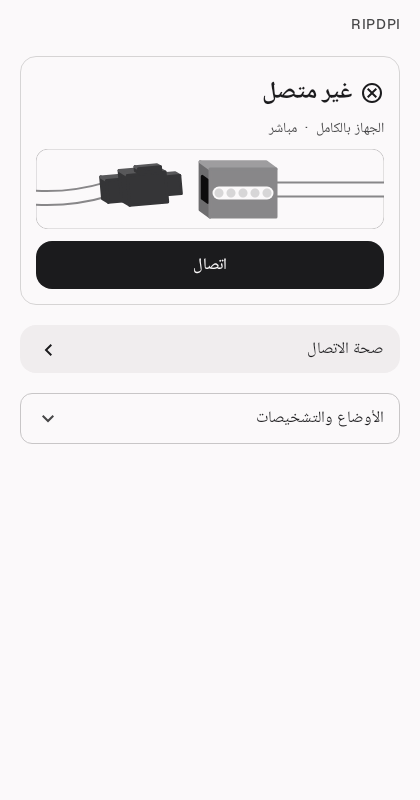 RIPDPI
غير متصل
الجهاز بالكامل · مباشر
اتصال
صحة الاتصال
الأوضاع والتشخيصات